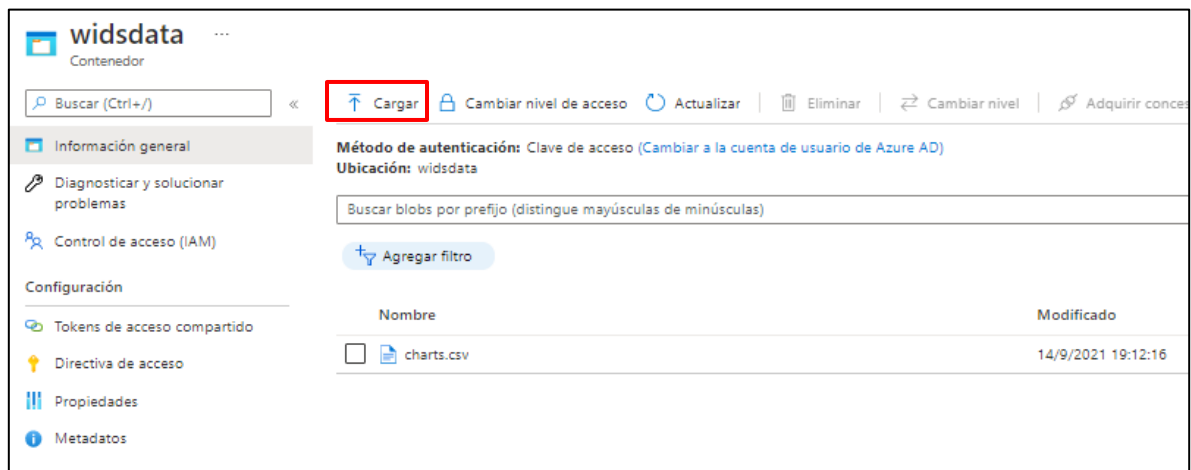 widsdata ...
Contenedor
Buscar (Ctrl+/)
«
Cargar Cambiar nivel de acceso Actualizar Eliminar Cambiar nivel Adquirir conces
Información general
Método de autenticación: Clave de acceso (Cambiar a la cuenta de usuario de Azure AD)
Ubicación: widsdata
Diagnosticar y solucionar
problemas
Buscar blobs por prefijo (distingue mayúsculas de minúsculas)
Control de acceso (IAM)
Agregar filtro
Configuración
Nombre Modificado
Tokens de acceso compartido
charts.csv 14/9/2021 19:12:16
Directiva de acceso
Propiedades
Metadatos